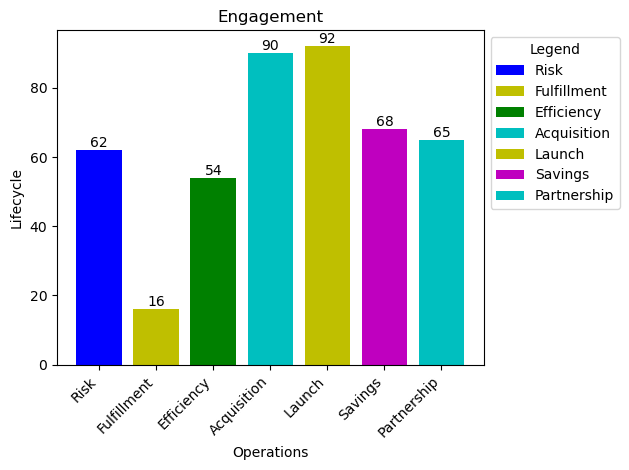 Engagement
Legend
Risk
Fulfillment
Efficiency
Acquisition
Launch
Savings
Partnership
Lifecycle
80
60
40
20
0
62
16
54
90
92
68
65
Risk
Fulfillment
Efficiency
Acquisition
Launch
Savings
Partnership
Operations